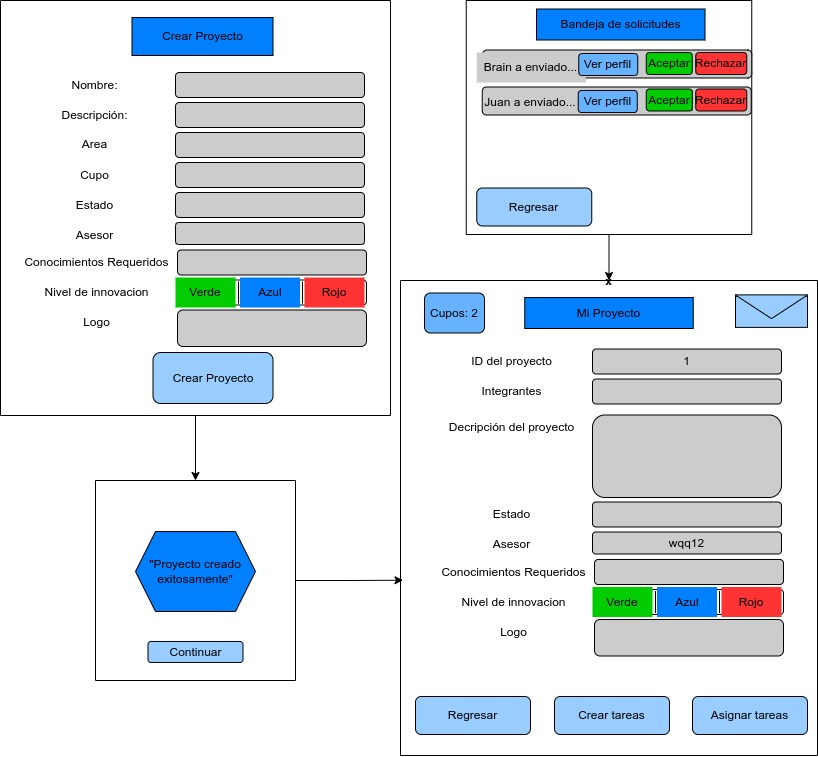 Crear Proyecto
Nombre:
Descripción:
Area
Cupo
Estado
Asesor
Conocimientos Requeridos
Nivel de innovacion
Verde
Azul
Rojo
Logo
Crear Proyecto
Bandeja de solicitudes
Brain a enviado...
Ver perfil
Aceptar
Rechazar
Juan a enviado...
Ver perfil
Aceptar
Rechazar
Regresar
"Proyecto creado
exitosamente"
Continuar
x
Cupos: 2
Mi Proyecto
ID del proyecto
1
Integrantes
Decripción del proyecto
Estado
Asesor
wqq12
Conocimientos Requeridos
Nivel de innovacion
Verde
Azul
Rojo
Logo
Regresar
Crear tareas
Asignar tareas